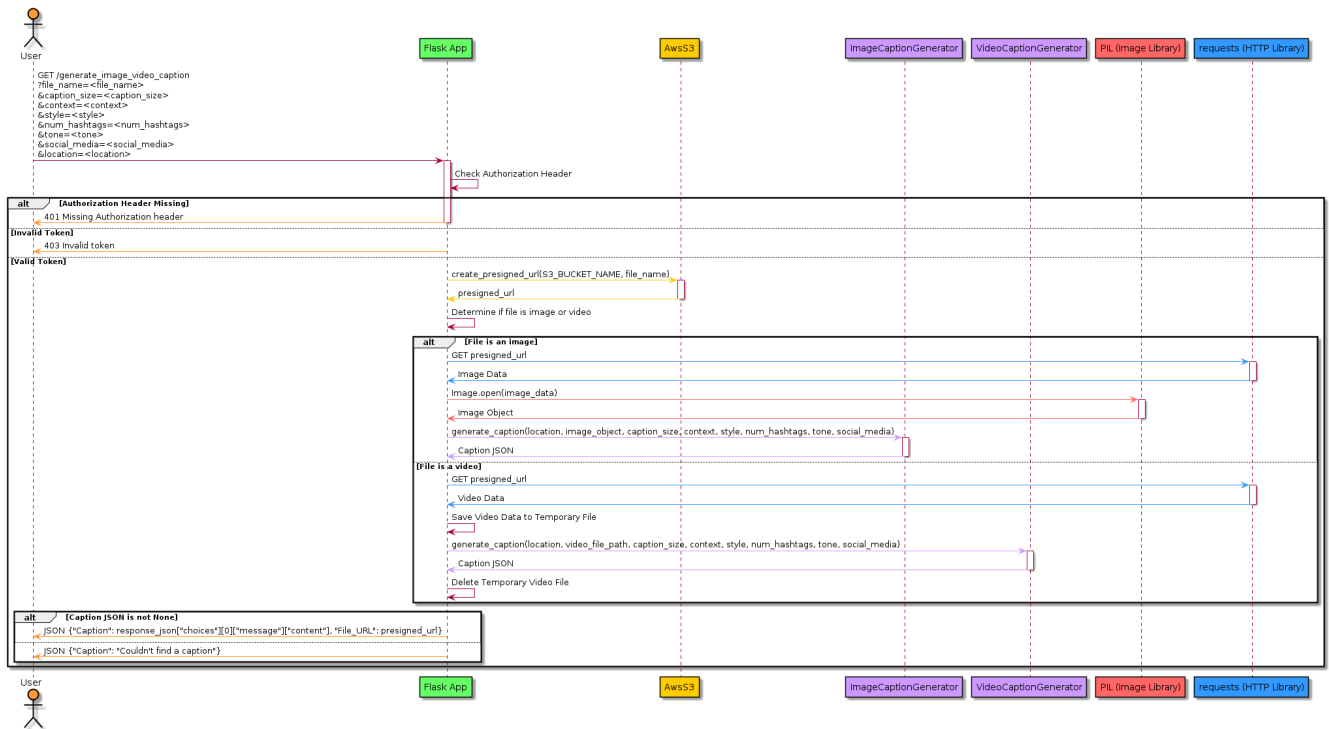 User
Flask App
AwsS3
ImageCaptionGenerator
VideoCaptionGenerator
PIL (Image Library)
requests (HTTP Library)
GET /generate_image_video_caption
?file_name=<file_name>
&caption_size=<caption_size>
&context=<context>
&style=<style>
&num_hashtags=<num_hashtags>
&tone=<tone>
&social_media=<social_media>
&location=<location>
Check Authorization Header
alt [Authorization Header Missing]
401 Missing Authorization header
[Invalid Token]
403 Invalid token
[Valid Token]
create_presigned_url(S3_BUCKET_NAME, file_name)
presigned_url
Determine if file is image or video
alt [File is an image]
GET presigned_url
Image Data
Image.open(image_data)
Image Object
generate_caption(location, image_object, caption_size, context, style, num_hashtags, tone, social_media)
Caption JSON
[File is a video]
GET presigned_url
Video Data
Save Video Data to Temporary File
generate_caption(location, video_file_path, caption_size, context, style, num_hashtags, tone, social_media)
Caption JSON
Delete Temporary Video File
alt [Caption JSON is not None]
JSON {"Caption": response_json["choices"][0]["message"]["content"], "File_URL": presigned_url}
JSON {"Caption": "Couldn't find a caption"}
User
Flask App
AwsS3
ImageCaptionGenerator
VideoCaptionGenerator
PIL (Image Library)
requests (HTTP Library)